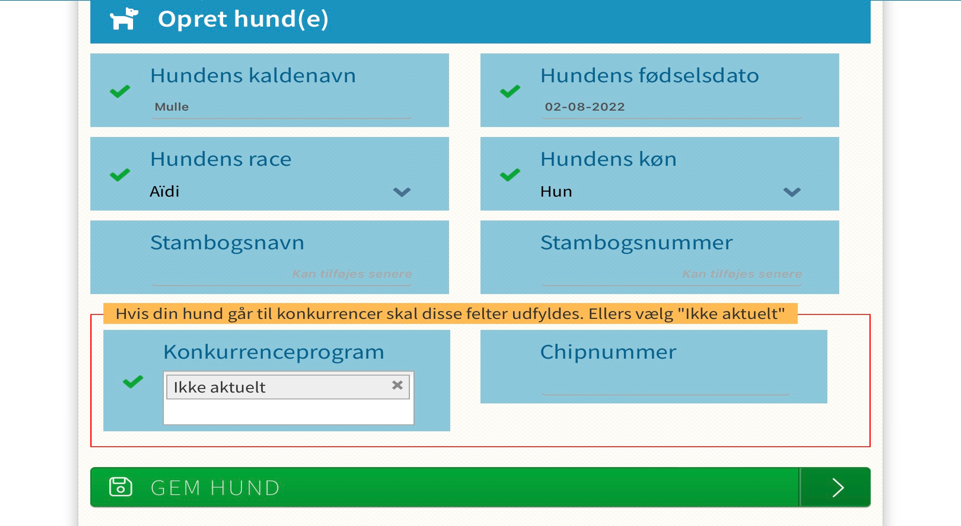 Opret hund(e)
Hundens kaldenavn
Mulle
Hundens fødselsdato
02-08-2022
Hundens race
Aïdi
Hundens køn
Hun
Stambogsnavn
Kan tilføjes senere
Stambogsnummer
Kan tilføjes senere
Hvis din hund går til konkurrencer skal disse felter udfyldes. Ellers vælg "Ikke aktuelt"
Konkurrenceprogram
Ikke aktuelt
Chipnummer
GEM HUND